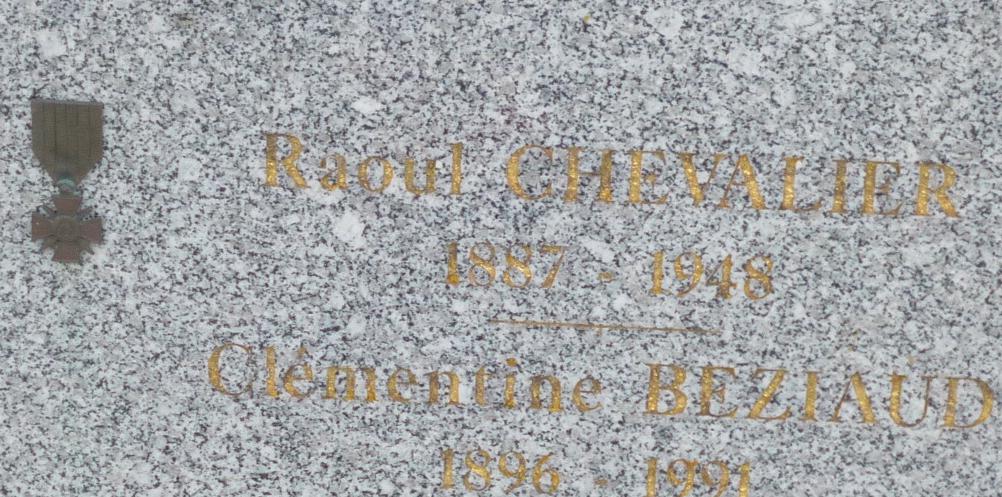 Raoul CHEVALIER
1887 - 1948
Clémentine BEZIAUD
1896 - 1991